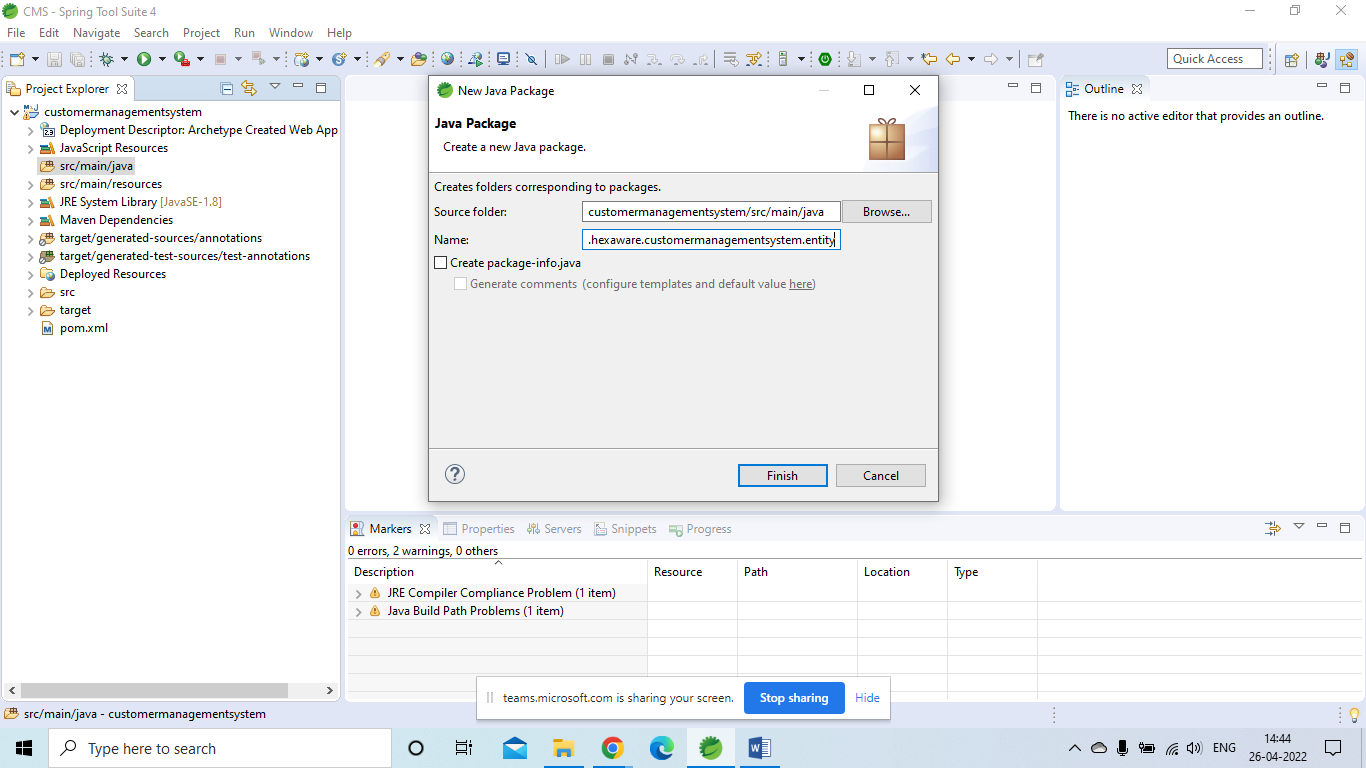 CMS - Spring Tool Suite 4
File Edit Navigate Search Project Run Window Help
Quick Access
Project Explorer
customermanagementsystem
Deployment Descriptor: Archetype Created Web App
JavaScript Resources
src/main/java
src/main/resources
JRE System Library [JavaSE-1.8]
Maven Dependencies
target/generated-sources/annotations
target/generated-test-sources/test-annotations
Deployed Resources
src
target
pom.xml
New Java Package
Java Package
Create a new Java package.
Creates folders corresponding to packages.
Source folder: customermanagementsystem/src/main/java Browse...
Name: .hexaware.customermanagementsystem.entity
Create package-info.java
Generate comments (configure templates and default value here)
Finish Cancel
Outline
There is no active editor that provides an outline.
Markers Properties Servers Snippets Progress
0 errors, 2 warnings, 0 others
Description Resource Path Location Type
JRE Compiler Compliance Problem (1 item)
Java Build Path Problems (1 item)
teams.microsoft.com is sharing your screen. Stop sharing Hide
src/main/java - customermanagementsystem
Type here to search
ENG
14:44
26-04-2022